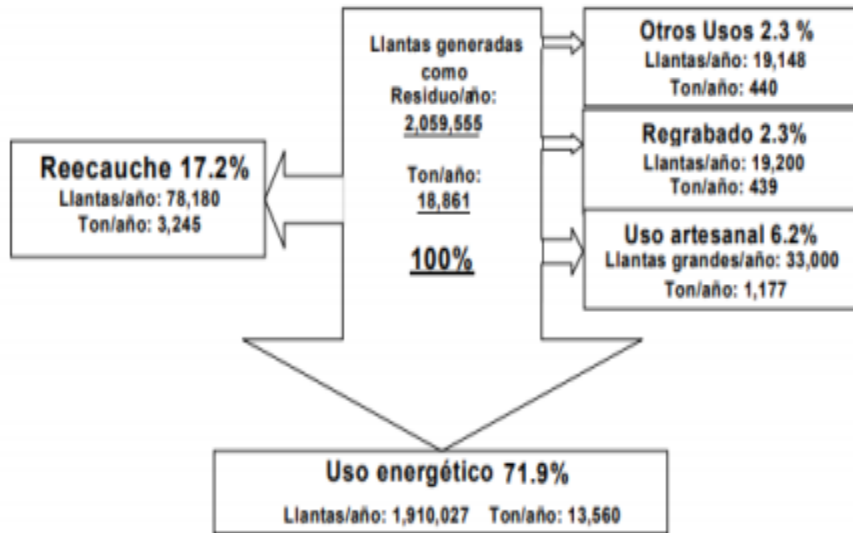 Llantas generadas
como
Residuo/año:
2,059,555
Ton/año:
18,861
100%
Otros Usos 2.3 %
Llantas/año: 19,148
Ton/año: 440
Regrabado 2.3%
Llantas/año: 19,200
Ton/año: 439
Uso artesanal 6.2%
Llantas grandes/año: 33,000
Ton/año: 1,177
Reecauche 17.2%
Llantas/año: 78,180
Ton/año: 3,245
Uso energético 71.9%
Llantas/año: 1,910,027 Ton/año: 13,560